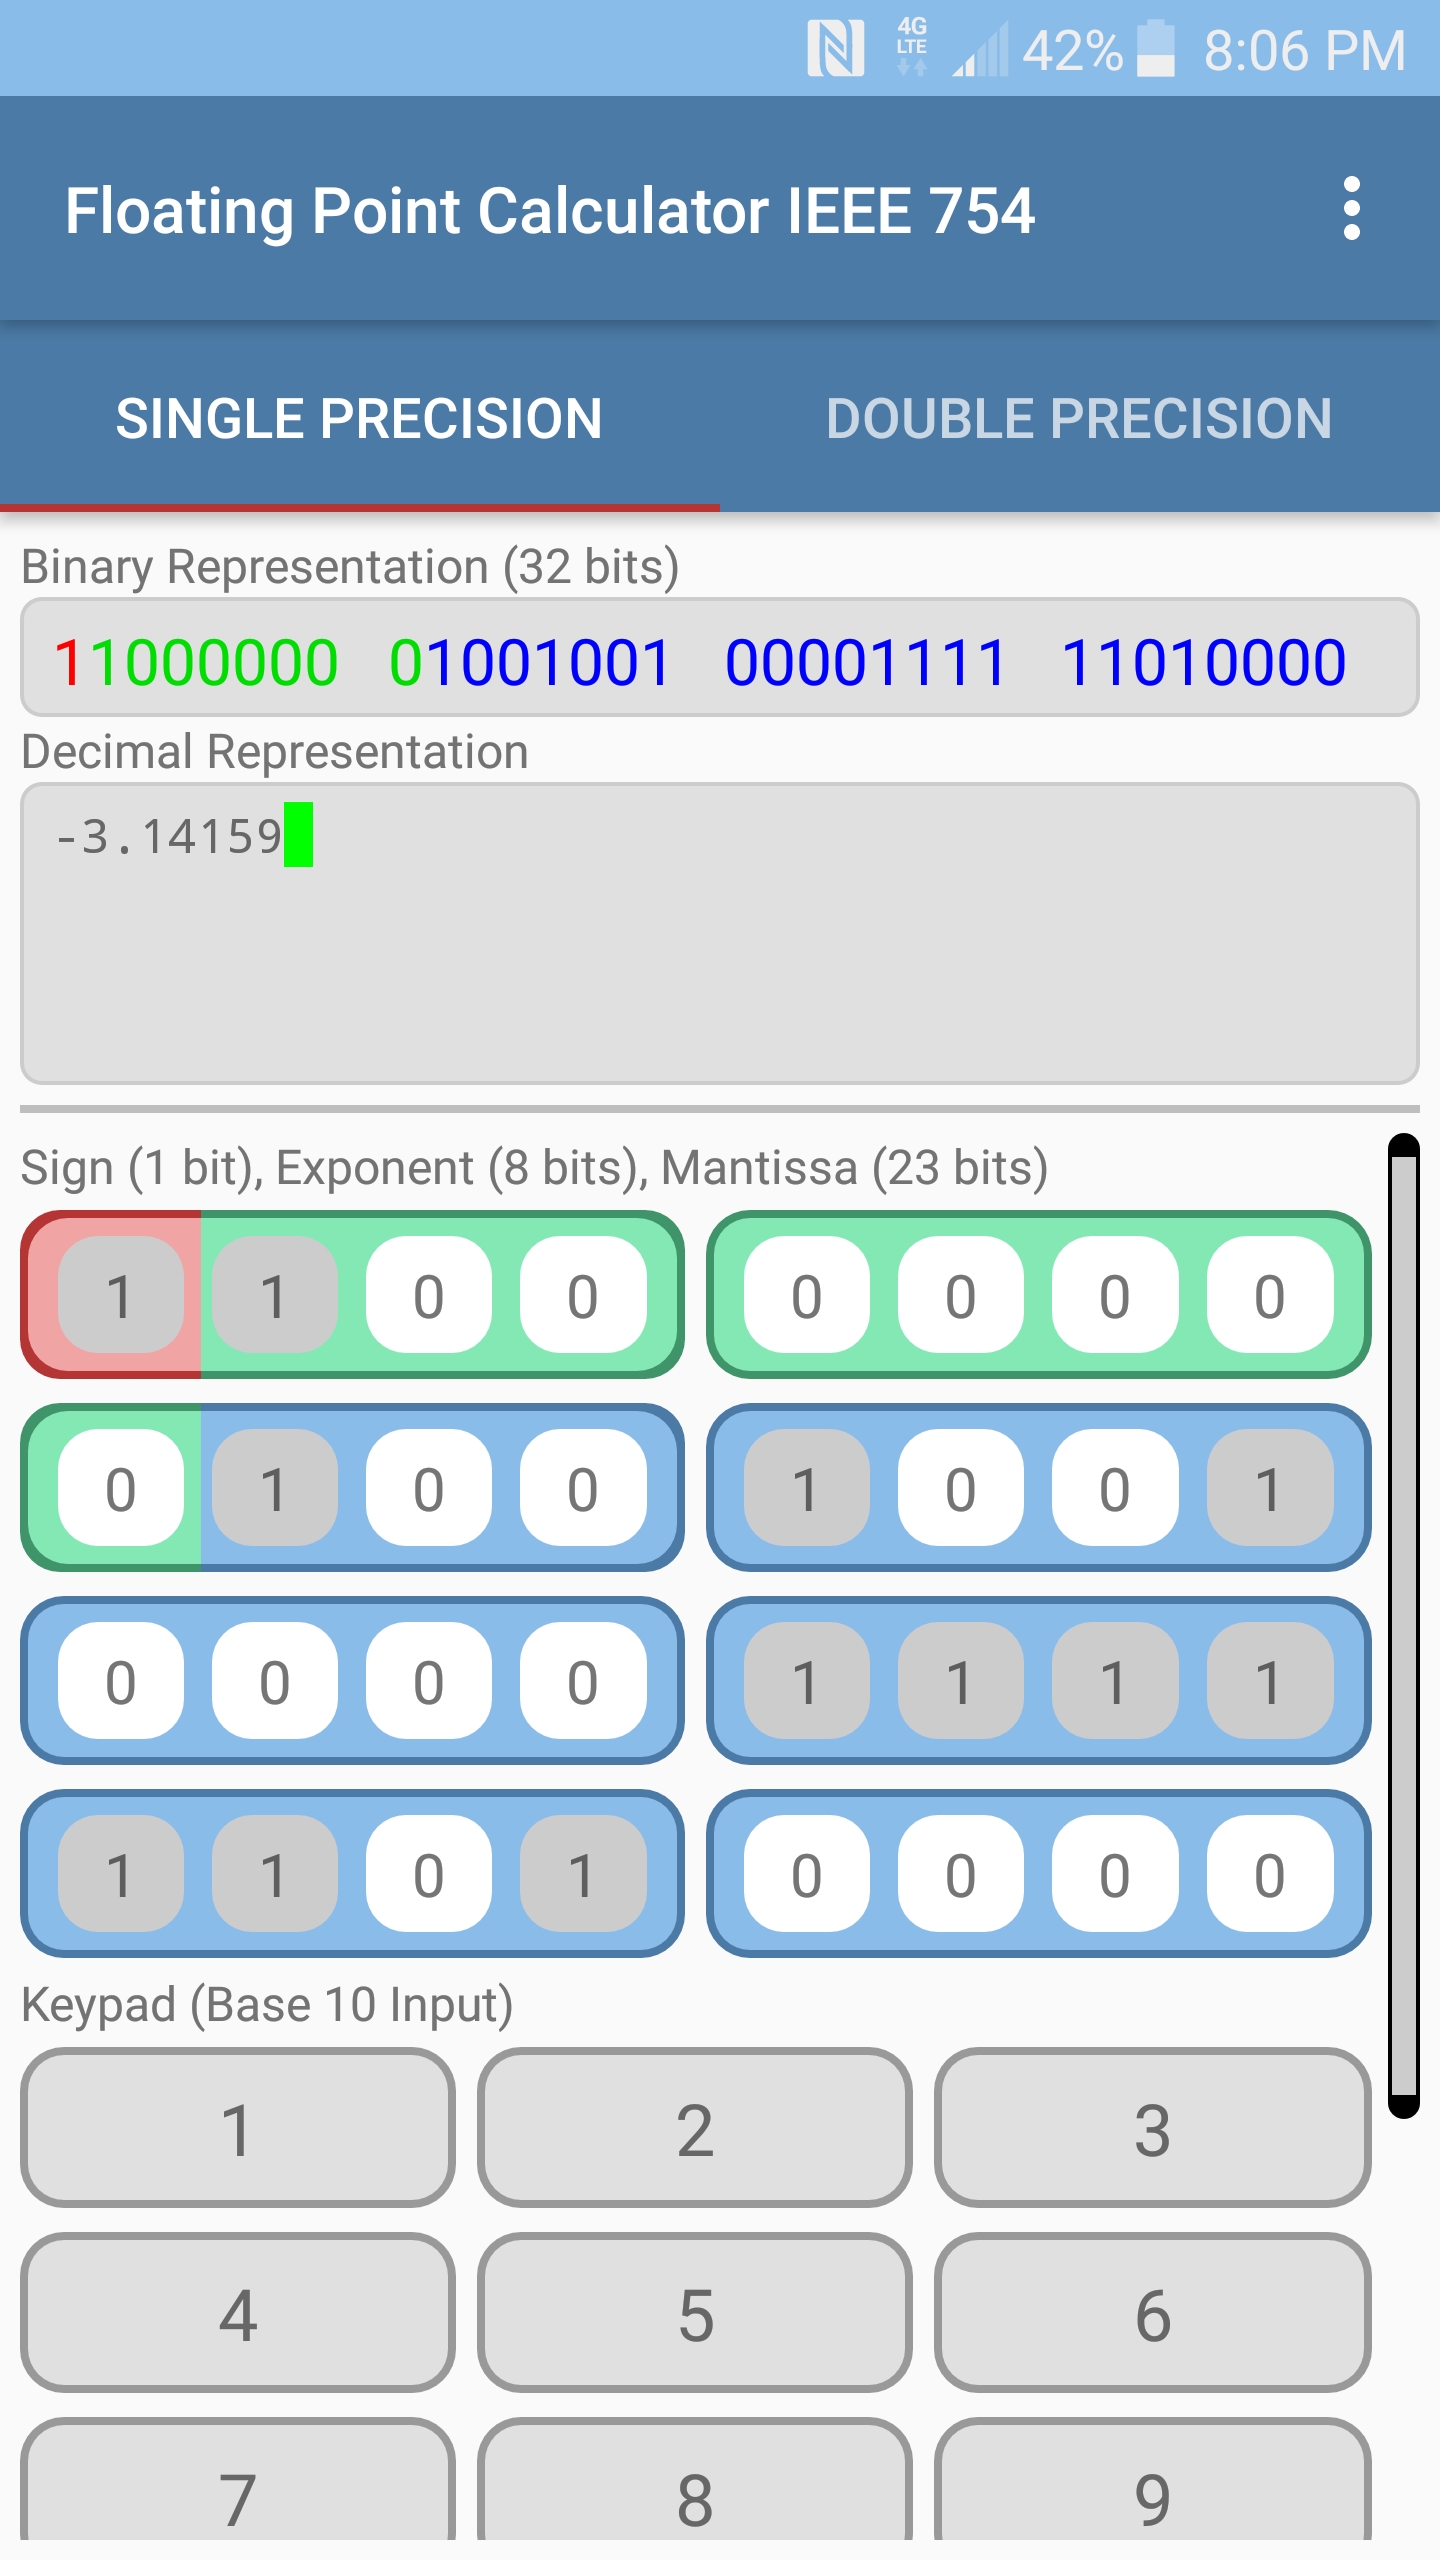 4G LTE 42% 8:06 PM
Floating Point Calculator IEEE 754
SINGLE PRECISION DOUBLE PRECISION
Binary Representation (32 bits)
11000000 01001001 00001111 11010000
Decimal Representation
-3.14159
Sign (1 bit), Exponent (8 bits), Mantissa (23 bits)
1 1 0 0 0 0 0 0
0 1 0 0 1 0 0 1
0 0 0 0 1 1 1 1
1 1 0 1 0 0 0 0
Keypad (Base 10 Input)
1 2 3
4 5 6
7 8 9